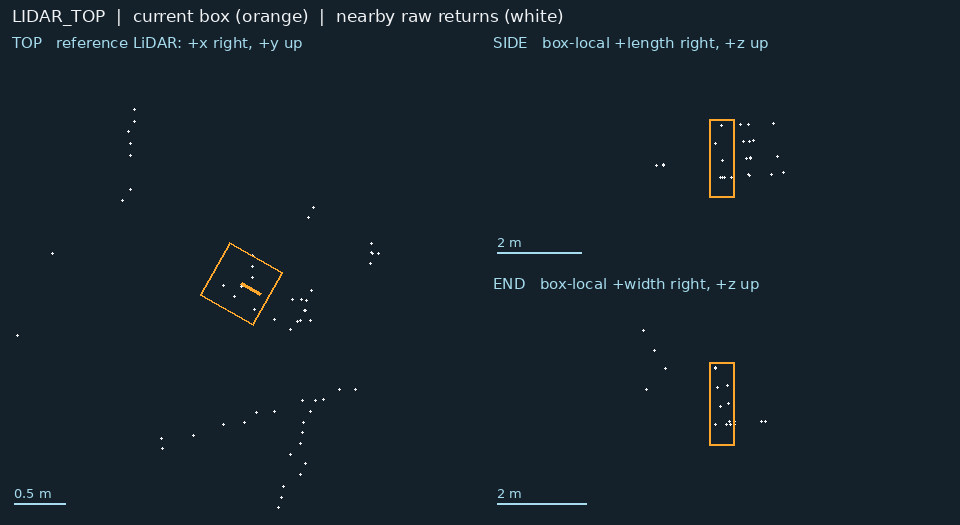 LIDAR_TOP | current box (orange) | nearby raw returns (white)
TOP reference LiDAR: +x right, +y up
SIDE box-local +length right, +z up
2 m
END box-local +width right, +z up
0.5 m
2 m